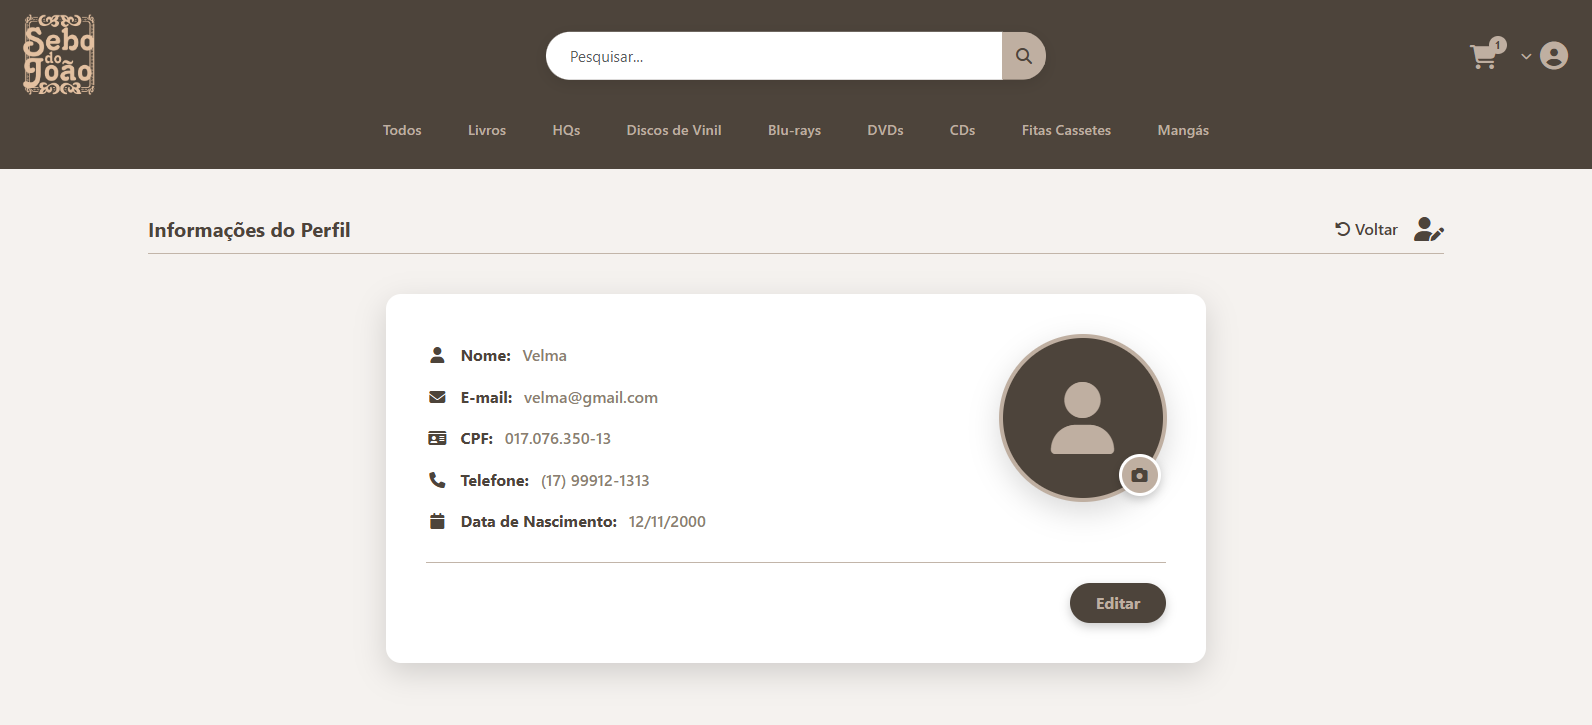 Sebo
do
João
Pesquisar...
1
Todos Livros HQs Discos de Vinil Blu-rays DVDs CDs Fitas Cassetes Mangás
Informações do Perfil
Voltar
Nome: Velma
E-mail: velma@gmail.com
CPF: 017.076.350-13
Telefone: (17) 99912-1313
Data de Nascimento: 12/11/2000
Editar